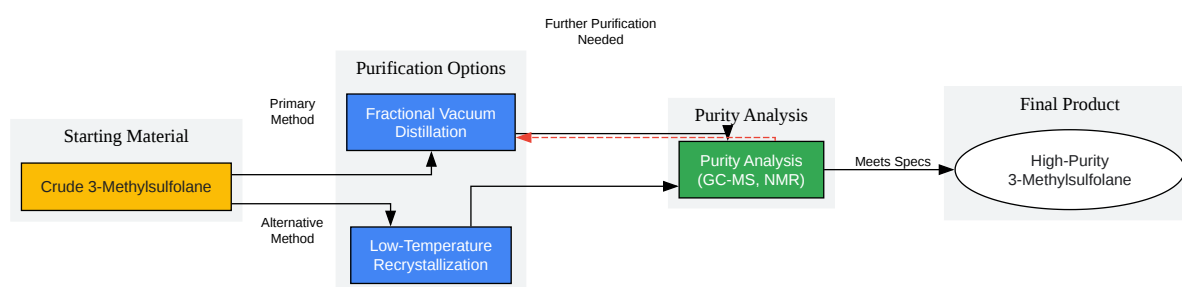 Further Purification
Needed
Purification Options
Primary
Method
Fractional Vacuum
Distillation
Starting Material
Crude 3-Methylsulfolane
Alternative
Method
Low-Temperature
Recrystallization
Purity Analysis
Purity Analysis
(GC-MS, NMR)
Meets Specs
Final Product
High-Purity
3-Methylsulfolane